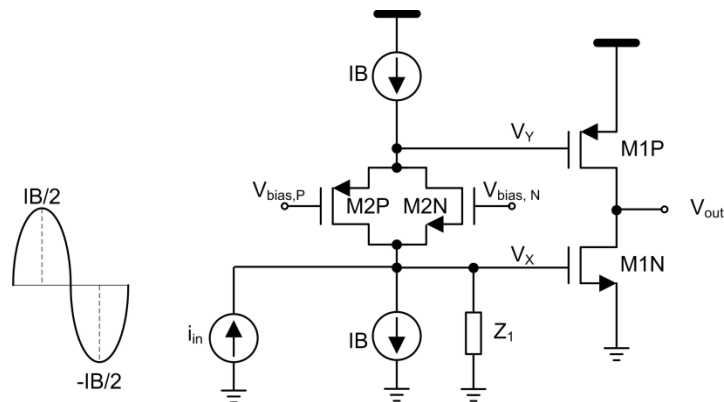 IB
V_Y
M1P
IB/2
V_bias,P
M2P
M2N
V_bias, N
V_out
V_X
M1N
i_in
IB
Z_1
-IB/2